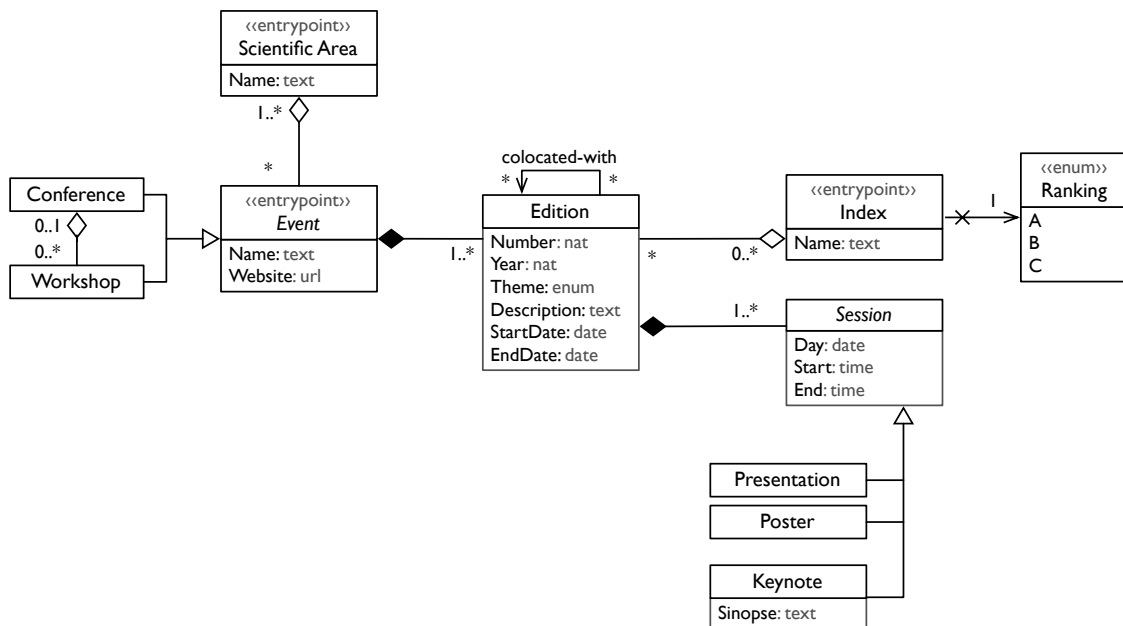 ‹‹entrypoint››
Scientific Area
Name: text
1..*
*
colocated-with
* *
Conference
0..1
0..*
Workshop
‹‹entrypoint››
Event
Name: text
Website: url
1..*
Edition
Number: nat
Year: nat
Theme: enum
Description: text
StartDate: date
EndDate: date
*
0..*
‹‹entrypoint››
Index
Name: text
1
‹‹enum››
Ranking
A
B
C
1..*
Session
Day: date
Start: time
End: time
Presentation
Poster
Keynote
Sinopse: text